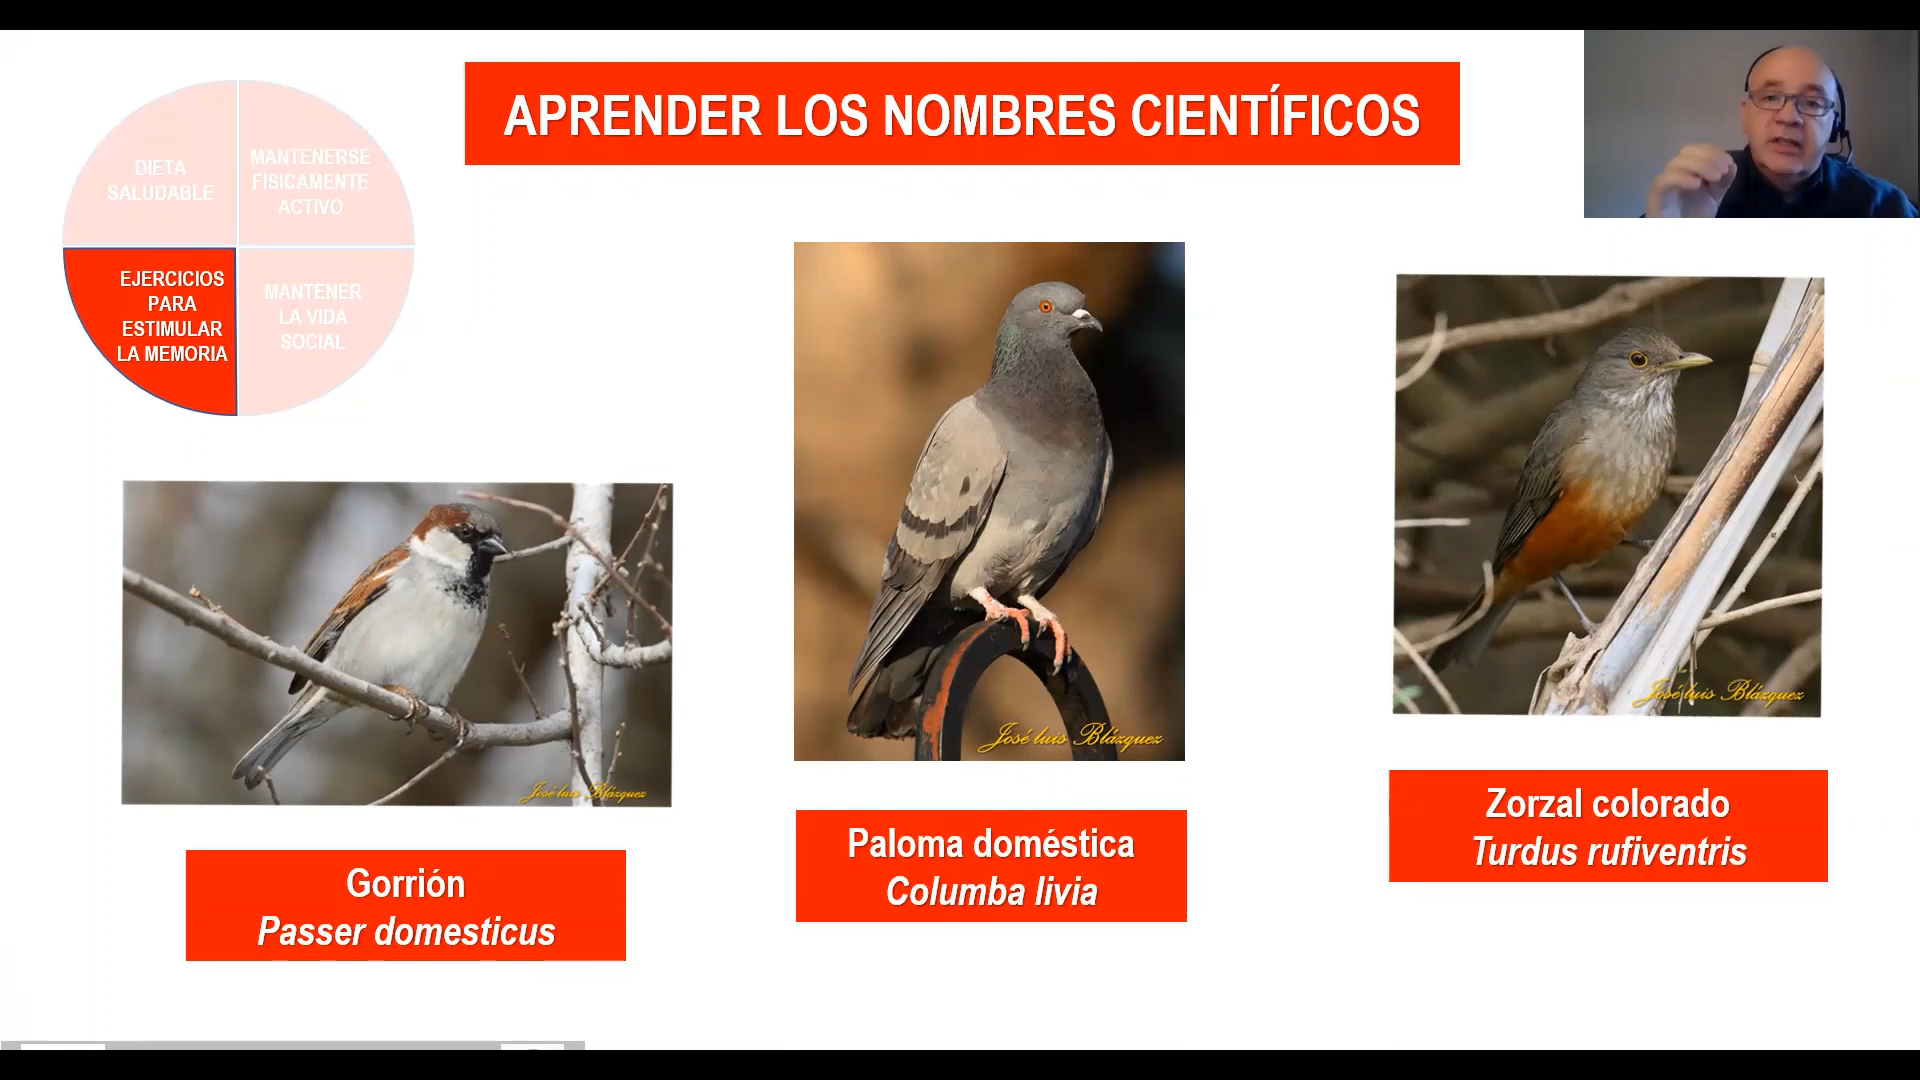 APRENDER LOS NOMBRES CIENTÍFICOS
DIETA
SALUDABLE
MANTENERSE
FÍSICAMENTE
ACTIVO
EJERCICIOS
PARA
ESTIMULAR
LA MEMORIA
MANTENER
LA VIDA
SOCIAL
José luis Blázquez
Gorrión
Passer domesticus
José luis Blázquez
Paloma doméstica
Columba livia
José luis Blázquez
Zorzal colorado
Turdus rufiventris